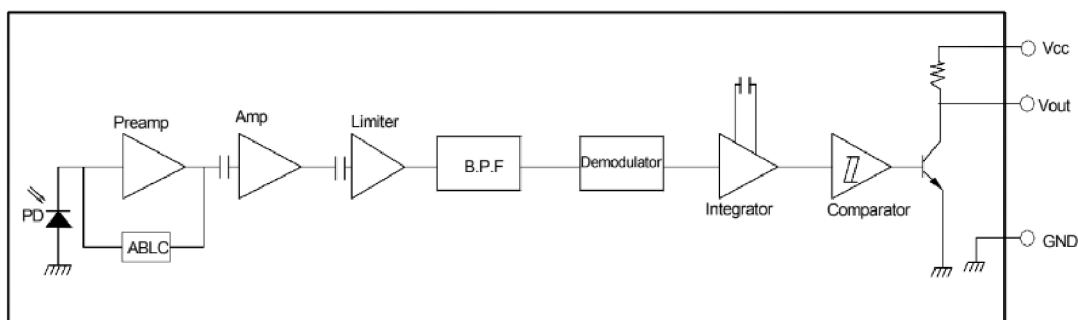 Preamp
Amp
Limiter
B.P.F
Demodulator
Integrator
Comparator
Vcc
Vout
GND
PD
ABLC